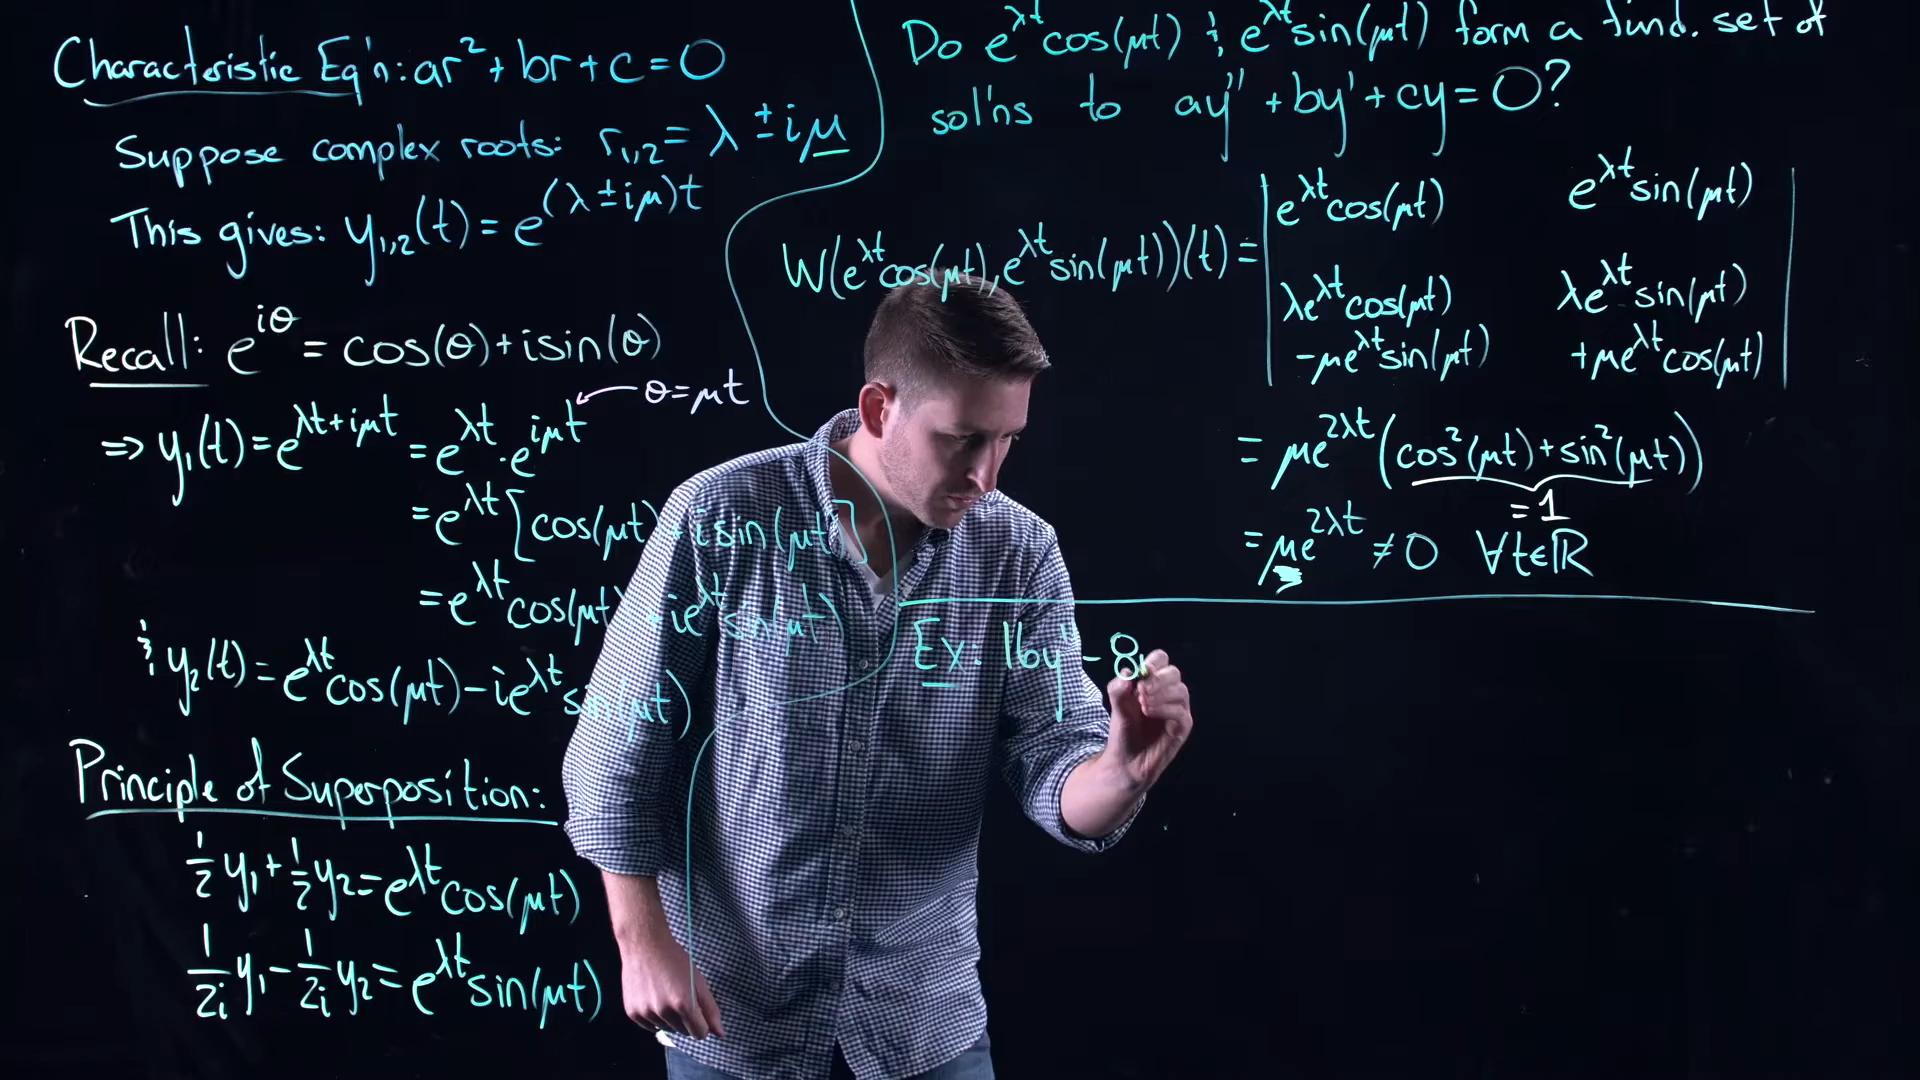 Characteristic Eq'n: ar² + br + c = 0
Suppose complex roots: r₁,₂ = λ ± iμ
This gives: y₁,₂(t) = e^(λ ± iμ)t
Recall: e^iθ = cos(θ) + isin(θ)
θ = μt
⇒ y₁(t) = e^λt+iμt = e^λt · e^iμt
= e^λt [cos(μt) + isin(μt)]
= e^λt cos(μt) + ie^λt sin(μt)
& y₂(t) = e^λt cos(μt) - ie^λt sin(μt)
Principle of Superposition:
1/2 y₁ + 1/2 y₂ = e^λt cos(μt)
1/2i y₁ - 1/2i y₂ = e^λt sin(μt)
Do e^λt cos(μt) & e^λt sin(μt) form a fund. set of
sol'ns to ay'' + by' + cy = 0?
W(e^λt cos(μt), e^λt sin(μt))(t) = | e^λt cos(μt) e^λt sin(μt) |
λe^λt cos(μt) λe^λt sin(μt)
-μe^λt sin(μt) +μe^λt cos(μt)
= μe^2λt (cos²(μt) + sin²(μt))
= 1
= μe^2λt ≠ 0 ∀t∈ℝ
Ex: 16y'' - 8